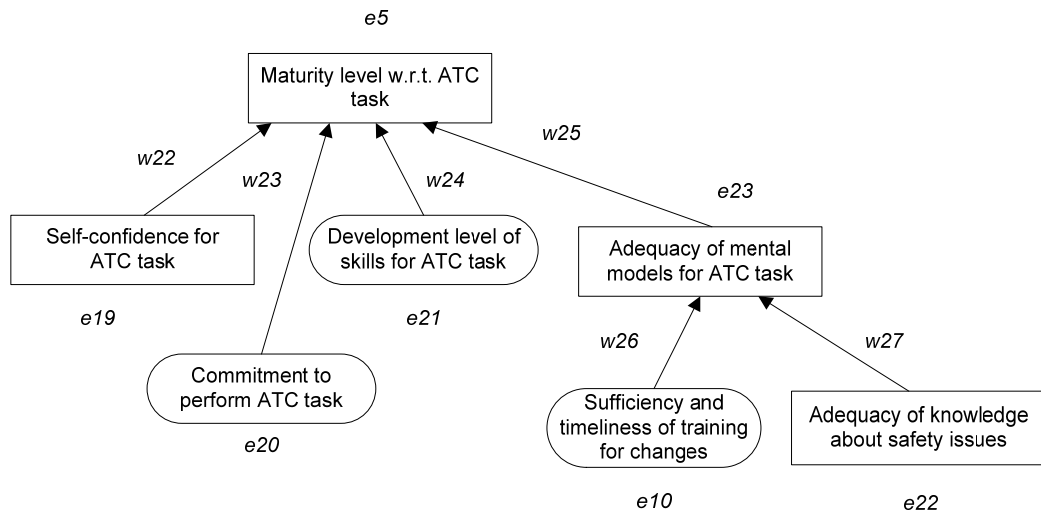 e5
Maturity level w.r.t. ATC
task
w25
w22
w23
w24
e23
Self-confidence for
ATC task
Development level of
skills for ATC task
Adequacy of mental
models for ATC task
e19
e21
w26
w27
Commitment to
perform ATC task
Sufficiency and
timeliness of training
for changes
Adequacy of knowledge
about safety issues
e20
e10
e22